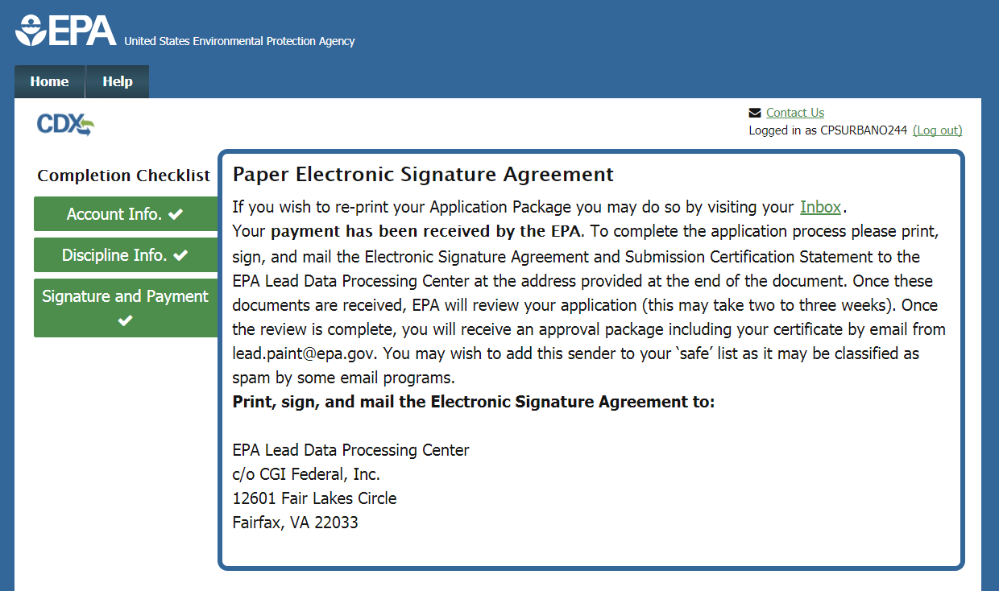 EPA United States Environmental Protection Agency
Home Help
CDX
Contact Us
Logged in as CPSURBANO244 (Log out)
Completion Checklist
Account Info.
Discipline Info.
Signature and Payment
Paper Electronic Signature Agreement
If you wish to re-print your Application Package you may do so by visiting your Inbox.
Your payment has been received by the EPA. To complete the application process please print,
sign, and mail the Electronic Signature Agreement and Submission Certification Statement to the
EPA Lead Data Processing Center at the address provided at the end of the document. Once these
documents are received, EPA will review your application (this may take two to three weeks). Once
the review is complete, you will receive an approval package including your certificate by email from
lead.paint@epa.gov. You may wish to add this sender to your ‘safe’ list as it may be classified as
spam by some email programs.
Print, sign, and mail the Electronic Signature Agreement to:
EPA Lead Data Processing Center
c/o CGI Federal, Inc.
12601 Fair Lakes Circle
Fairfax, VA 22033